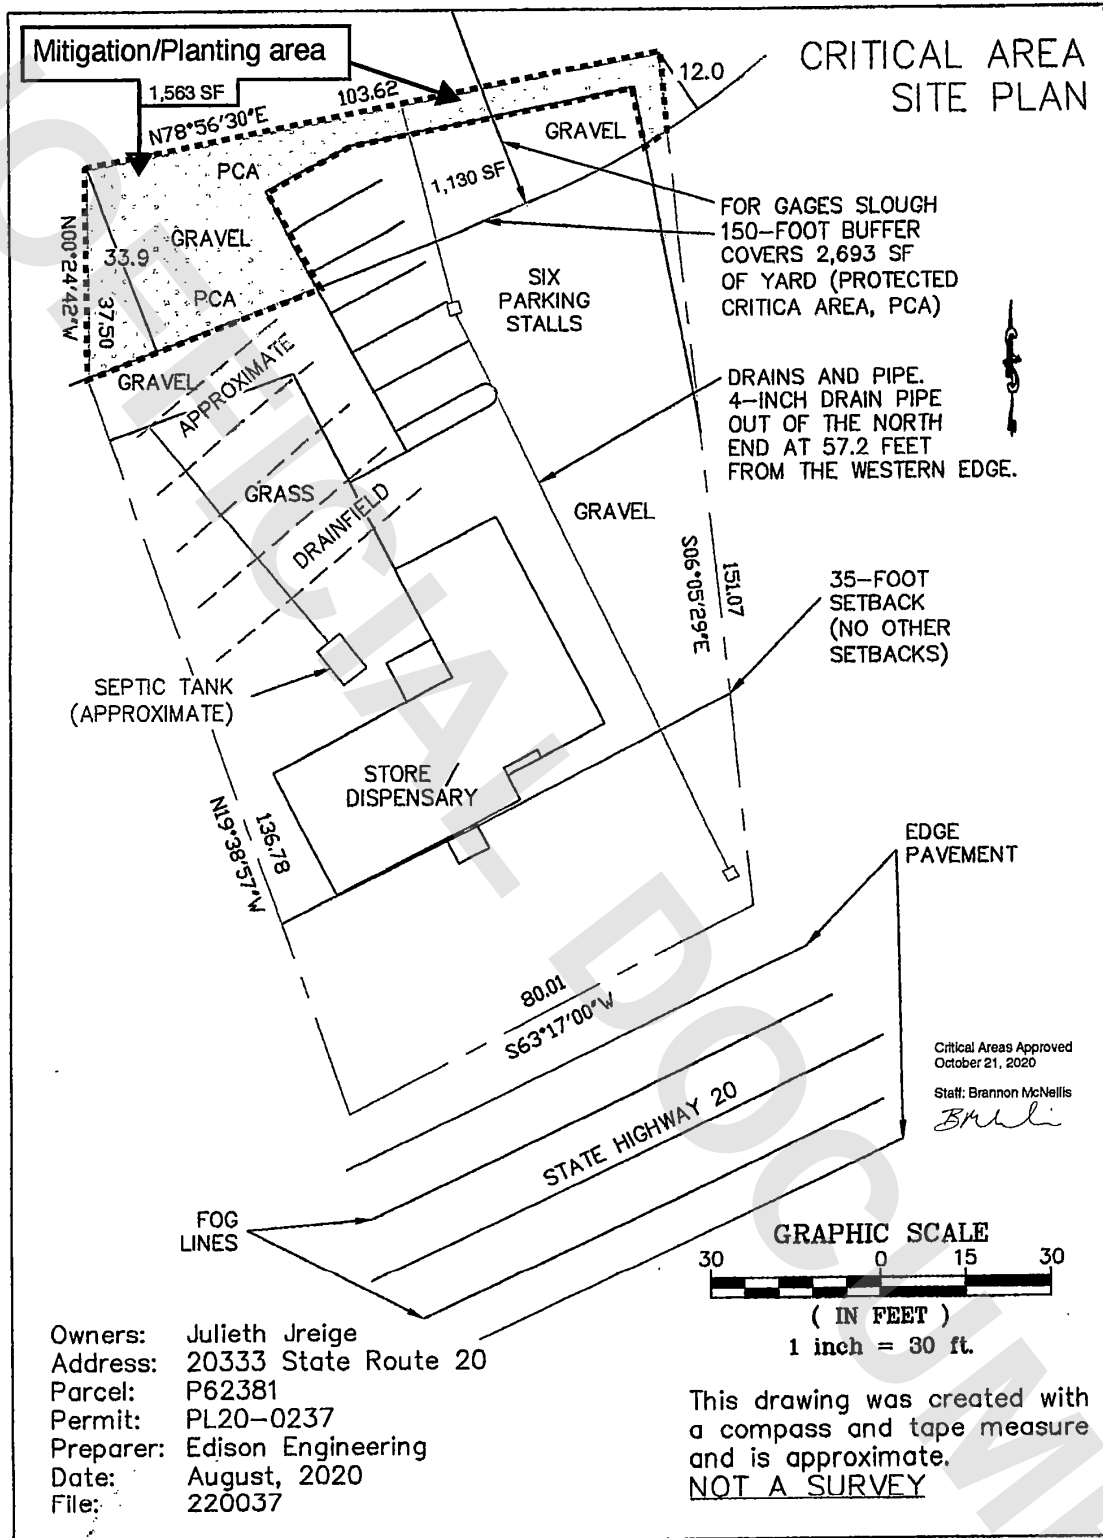 CRITICAL AREA
SITE PLAN
Mitigation/Planting area
1,563 SF
103.62
12.0
N78°56'30"E
PCA
GRAVEL
1,130 SF
GRAVEL
33.9
PCA
N00°24'42"W
37.50
FOR GAGES SLOUGH
150-FOOT BUFFER
COVERS 2,693 SF
OF YARD (PROTECTED
CRITICA AREA, PCA)
SIX
PARKING
STALLS
GRAVEL
APPROXIMATE
DRAINS AND PIPE.
4-INCH DRAIN PIPE
OUT OF THE NORTH
END AT 57.2 FEET
FROM THE WESTERN EDGE.
GRASS
DRAINFIELD
GRAVEL
S06°05'29"E
151.07
35-FOOT
SETBACK
(NO OTHER
SETBACKS)
SEPTIC TANK
(APPROXIMATE)
STORE
DISPENSARY
N19°38'57"W
136.78
EDGE
PAVEMENT
80.01
S63°17'00"W
Critical Areas Approved
October 21, 2020
Staff: Brannon McNellis
STATE HIGHWAY 20
FOG
LINES
GRAPHIC SCALE
30 0 15 30
( IN FEET )
1 inch = 30 ft.
Owners: Julieth Jreige
Address: 20333 State Route 20
Parcel: P62381
Permit: PL20-0237
Preparer: Edison Engineering
Date: August, 2020
File: 220037
This drawing was created with
a compass and tape measure
and is approximate.
NOT A SURVEY